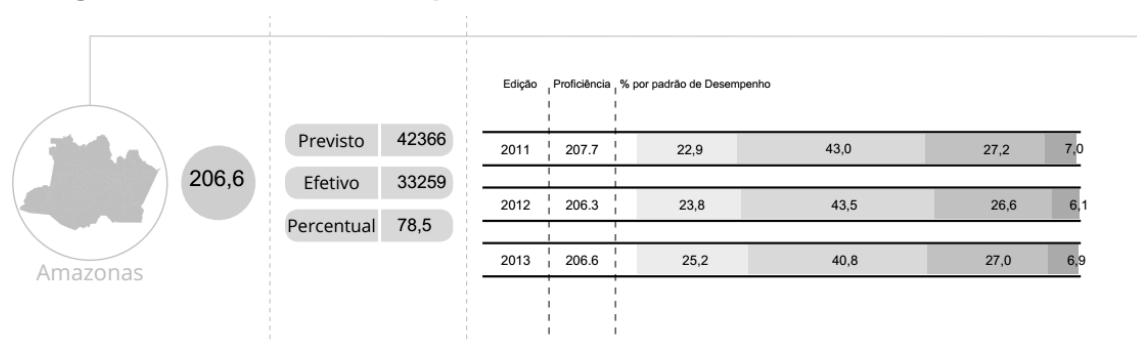 Amazonas
206,6
Previsto 42366
Efetivo 33259
Percentual 78,5
Edição Proficiência % por padrão de Desempenho
2011 207.7 22,9 43,0 27,2 7,0
2012 206.3 23,8 43,5 26,6 6,1
2013 206.6 25,2 40,8 27,0 6,9